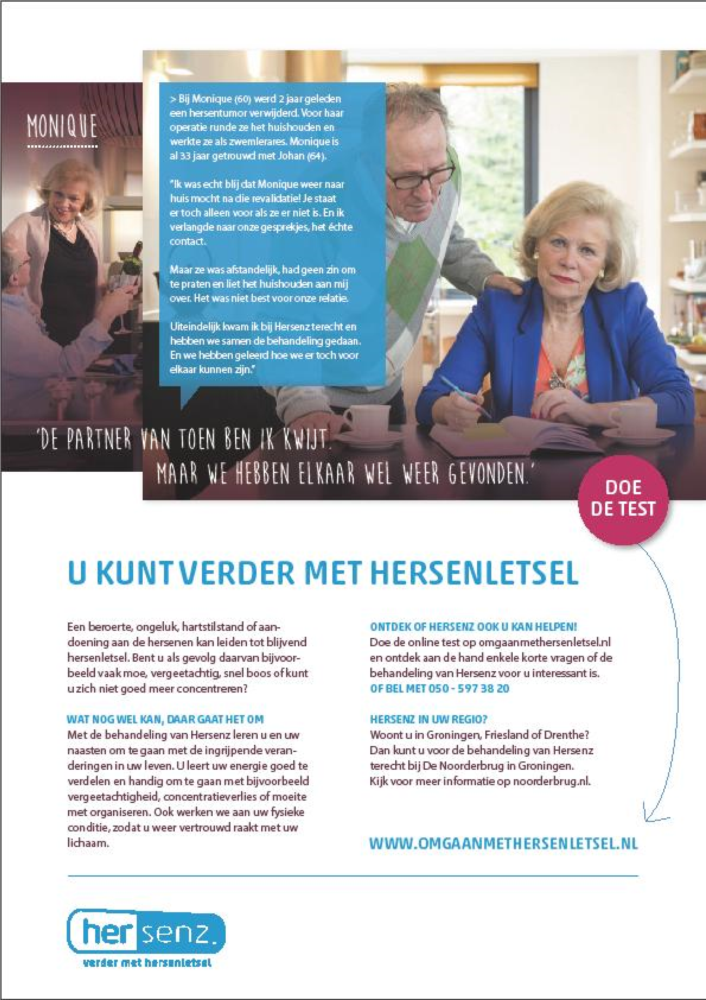 MONIQUE
> Bij Monique (60) werd 2 jaar geleden
een hersentumor verwijderd. Voor haar
operatie runde ze het huishouden en
werkte ze als zwemlerares. Monique is
al 33 jaar getrouwd met Johan (64).
"Ik was echt blij dat Monique weer naar
huis mocht na die revalidatie! Je staat
er toch alleen voor als ze er niet is. En ik
verlangde naar onze gesprekjes, het échte
contact.
Maar ze was afstandelijk, had geen zin om
te praten en liet het huishouden aan mij
over. Het was niet best voor onze relatie.
Uiteindelijk kwam ik bij Hersenz terecht en
hebben we samen de behandeling gedaan.
En we hebben geleerd hoe we er toch voor
elkaar kunnen zijn."
'DE PARTNER VAN TOEN BEN IK KWIJT.
MAAR WE HEBBEN ELKAAR WEL WEER GEVONDEN.'
DOE
DE TEST
U KUNT VERDER MET HERSENLETSEL
Een beroerte, ongeluk, hartstilstand of aan-
doening aan de hersenen kan leiden tot blijvend
hersenletsel. Bent u als gevolg daarvan bijvoor-
beeld vaak moe, vergeetachtig, snel boos of kunt
u zich niet goed meer concentreren?
WAT NOG WEL KAN, DAAR GAAT HET OM
Met de behandeling van Hersenz leren u en uw
naasten om te gaan met de ingrijpende veran-
deringen in uw leven. U leert uw energie goed te
verdelen en handig om te gaan met bijvoorbeeld
vergeetachtigheid, concentratieverlies of moeite
met organiseren. Ook werken we aan uw fysieke
conditie, zodat u weer vertrouwd raakt met uw
lichaam.
ONTDEK OF HERSENZ OOK U KAN HELPEN!
Doe de online test op omgaanmethersenletsel.nl
en ontdek aan de hand enkele korte vragen of de
behandeling van Hersenz voor u interessant is.
OF BEL MET 050 - 597 38 20
HERSENZ IN UW REGIO?
Woont u in Groningen, Friesland of Drenthe?
Dan kunt u voor de behandeling van Hersenz
terecht bij De Noorderbrug in Groningen.
Kijk voor meer informatie op noorderbrug.nl.
WWW.OMGAANMETHERSENLETSEL.NL
hersenz.
verder met hersenletsel